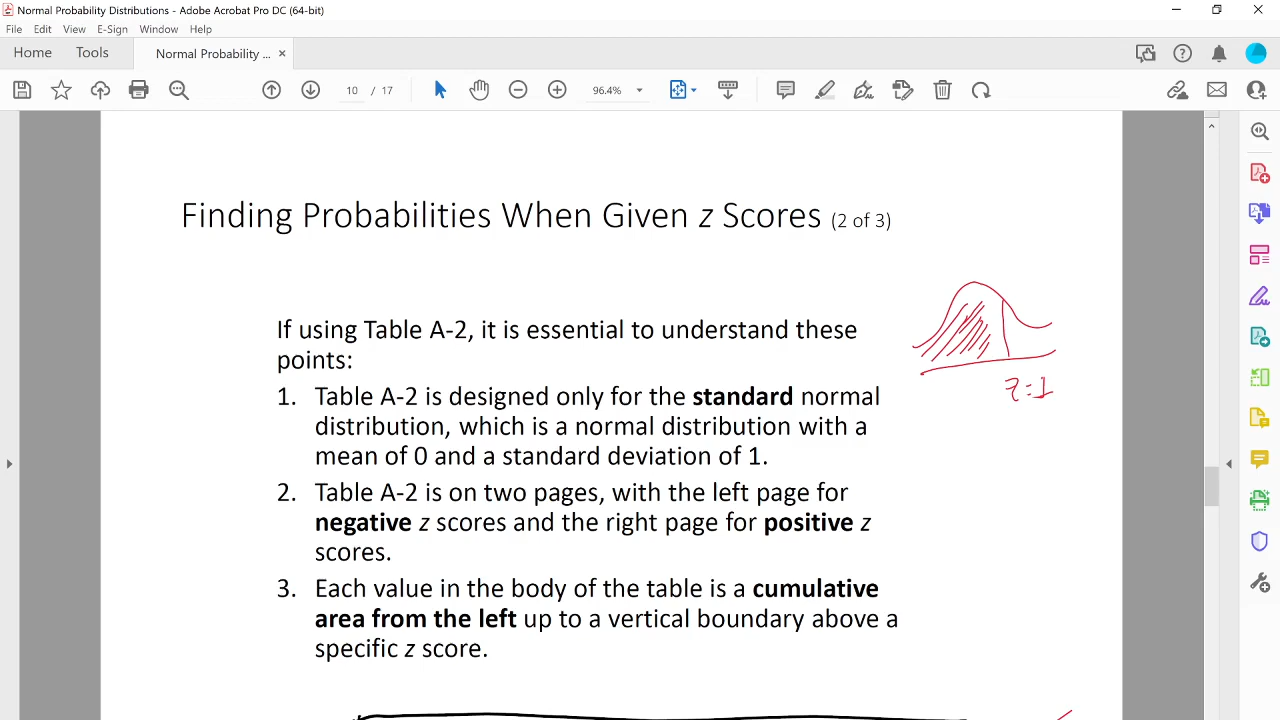 Normal Probability Distributions - Adobe Acrobat Pro DC (64-bit)
File Edit View E-Sign Window Help
Home Tools Normal Probability ... ×
10 / 17 96.4%
Finding Probabilities When Given z Scores (2 of 3)
If using Table A-2, it is essential to understand these
points:
1. Table A-2 is designed only for the standard normal
distribution, which is a normal distribution with a
mean of 0 and a standard deviation of 1.
z=1
2. Table A-2 is on two pages, with the left page for
negative z scores and the right page for positive z
scores.
3. Each value in the body of the table is a cumulative
area from the left up to a vertical boundary above a
specific z score.